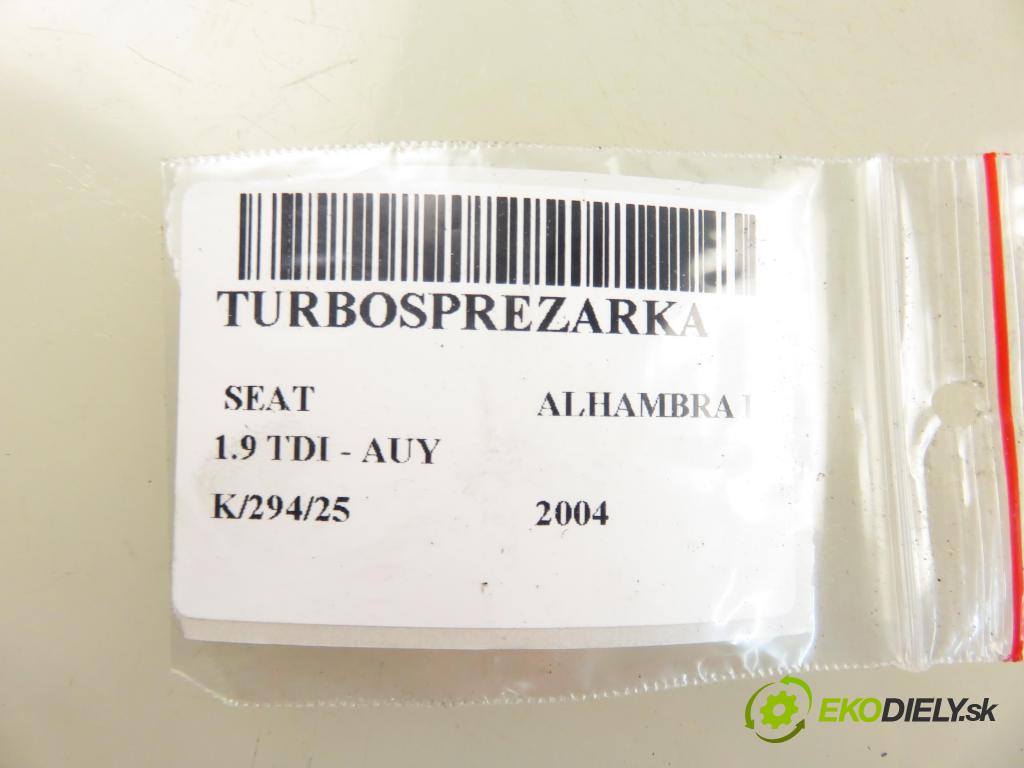 TURBOSPREZARKA
SEAT ALHAMBRA I
1.9 TDI - AUY
K/294/25 2004
EKODIELY.sk